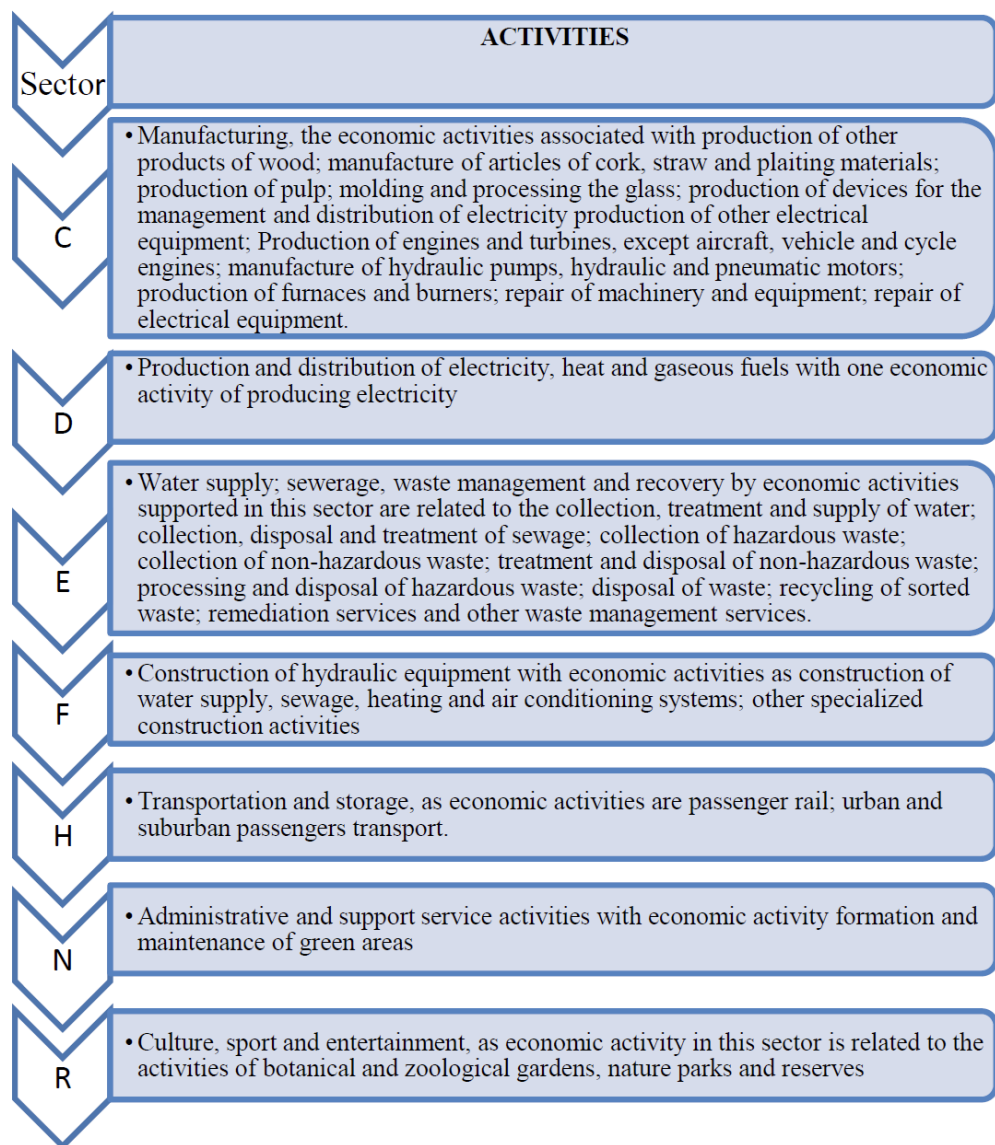 ACTIVITIES
Sector
• Manufacturing, the economic activities associated with production of other
products of wood; manufacture of articles of cork, straw and plaiting materials;
production of pulp; molding and processing the glass; production of devices for the
management and distribution of electricity production of other electrical
equipment; Production of engines and turbines, except aircraft, vehicle and cycle
engines; manufacture of hydraulic pumps, hydraulic and pneumatic motors;
production of furnaces and burners; repair of machinery and equipment; repair of
electrical equipment.
C
• Production and distribution of electricity, heat and gaseous fuels with one economic
activity of producing electricity
D
• Water supply; sewerage, waste management and recovery by economic activities
supported in this sector are related to the collection, treatment and supply of water;
collection, disposal and treatment of sewage; collection of hazardous waste;
collection of non-hazardous waste; treatment and disposal of non-hazardous waste;
processing and disposal of hazardous waste; disposal of waste; recycling of sorted
waste; remediation services and other waste management services.
E
• Construction of hydraulic equipment with economic activities as construction of
water supply, sewage, heating and air conditioning systems; other specialized
construction activities
F
• Transportation and storage, as economic activities are passenger rail; urban and
suburban passengers transport.
H
• Administrative and support service activities with economic activity formation and
maintenance of green areas
N
• Culture, sport and entertainment, as economic activity in this sector is related to the
activities of botanical and zoological gardens, nature parks and reserves
R